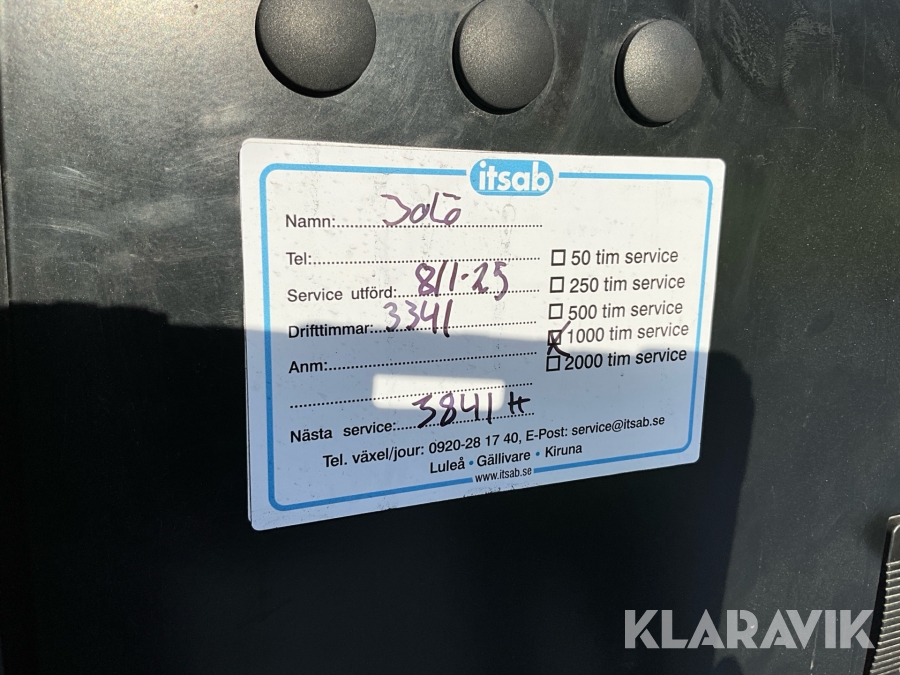 itsab
Namn:
Tel:
50 tim service
Service utförd: 8/1-25
250 tim service
Drifttimmar: 3341
500 tim service
1000 tim service
Anm:
2000 tim service
Nästa service: 3841 H
Tel. växel/jour: 0920-28 17 40, E-Post: service@itsab.se
Luleå • Gällivare • Kiruna
www.itsab.se
KLARAVIK